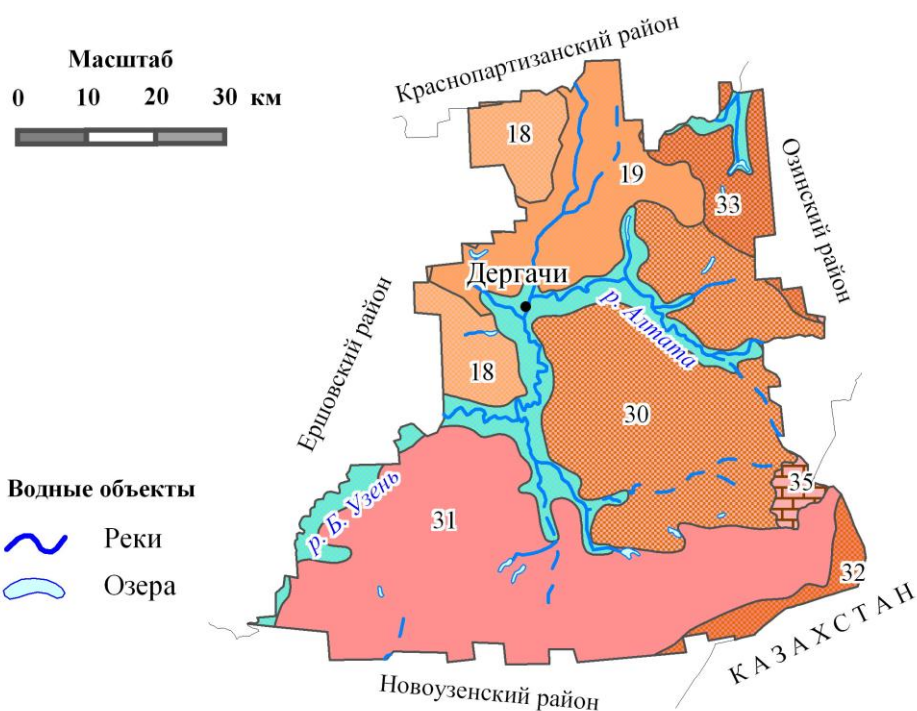 Масштаб
0 10 20 30 км
Краснопартизанский район
18
19
33
Озинский район
Дергачи
р. Алтата
Ершовский район
18
30
35
Водные объекты
Реки
Озера
р. Б. Узень
31
32
КАЗАХСТАН
Новоузенский район